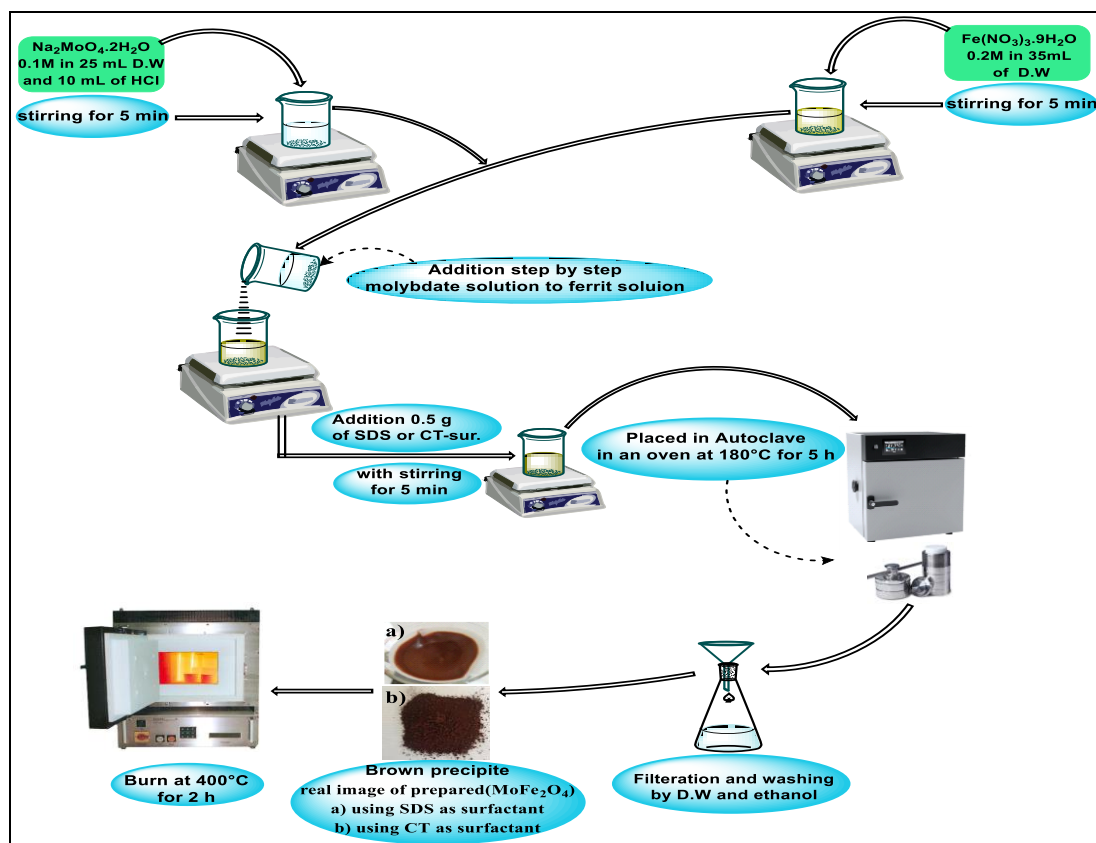 Na₂MoO₄.2H₂O
0.1M in 25 mL D.W
and 10 mL of HCl
stirring for 5 min
Fe(NO₃)₃.9H₂O
0.2M in 35mL
of D.W
stirring for 5 min
Addition step by step
molybdate solution to ferrit soluion
Addition 0.5 g
of SDS or CT-sur.
with stirring
for 5 min
Placed in Autoclave
in an oven at 180°C for 5 h
Filteration and washing
by D.W and ethanol
a)
b)
Brown precipite
real image of prepared(MoFe₂O₄)
a) using SDS as surfactant
b) using CT as surfactant
Burn at 400°C
for 2 h